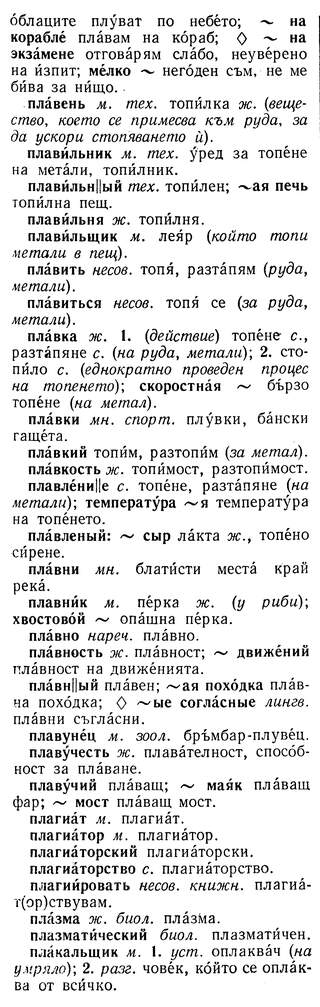 о́блаците плу́ват по небе́то; ~ на
корабле́ пла́вам на ко́раб; ◊ ~ на
экза́мене отгова́рям сла́бо, неуве́рено
на и́зпит; ме́лко ~ него́ден съм, не ме
би́ва за ни́що.
пла́вень м. тех. топи́лка ж. (веще-
ство, което се примесва към руда, за
да ускори стопяването ѝ).
плави́льник м. тех. у́ред за топе́не
на мета́ли, топи́лник.
плави́льн||ый тех. топи́лен; ~ая печь
топи́лна пещ.
плави́льня ж. топи́лня.
плави́льщик м. лея́р (който топи
метали в пещ).
пла́вить несов. топя́, разта́пям (руда,
метали).
пла́виться несов. топя́ се (за руда,
метали).
пла́вка ж. 1. (действие) топе́не с.,
разта́пяне с. (на руда, метали); 2. сто-
пи́ло с. (еднократно проведен процес
на топенето); скоростна́я ~ бъ́рзо
топе́не (на метал).
пла́вки мн. спорт. плу́вки, ба́нски
гаще́та.
пла́вкий топи́м, разтопи́м (за метал).
пла́вкость ж. топи́мост, разтопи́мост.
плавле́ни||е с. топе́не, разта́пяне (на
метали); температу́ра ~я температу́ра
на топе́нето.
пла́вленый: ~ сыр ла́кта ж., топе́но
си́рене.
пла́вни мн. блати́сти места́ край
река́.
плавни́к м. пе́рка ж. (у риби);
хвостово́й ~ опа́шна пе́рка.
пла́вно нареч. пла́вно.
пла́вность ж. пла́вност; ~ движе́ний
пла́вност на движе́нията.
пла́вн||ый пла́вен; ~ая похо́дка пла́в-
на похо́дка; ◊ ~ые согла́сные лингв.
пла́вни съгла́сни.
плавуне́ц м. зоол. бръ́мбар-плуве́ц.
плаву́честь ж. пла́вателност, спосо́б-
ност за пла́ване.
плаву́чий пла́ващ; ~ мая́к пла́ващ
фар; ~ мост пла́ващ мост.
плагиа́т м. плагиа́т.
плагиа́тор м. плагиа́тор.
плагиа́торский плагиа́торски.
плагиа́торство с. плагиа́торство.
плагии́ровать несов. книжн. плагиа́-
т(ор)ствувам.
пла́зма ж. биол. пла́зма.
плазмати́ческий биол. плазмати́чен.
пла́кальщик м. 1. уст. оплаква́ч (на
умряло); 2. разг. чове́к, ко́йто се опла́к-
ва от вси́чко.